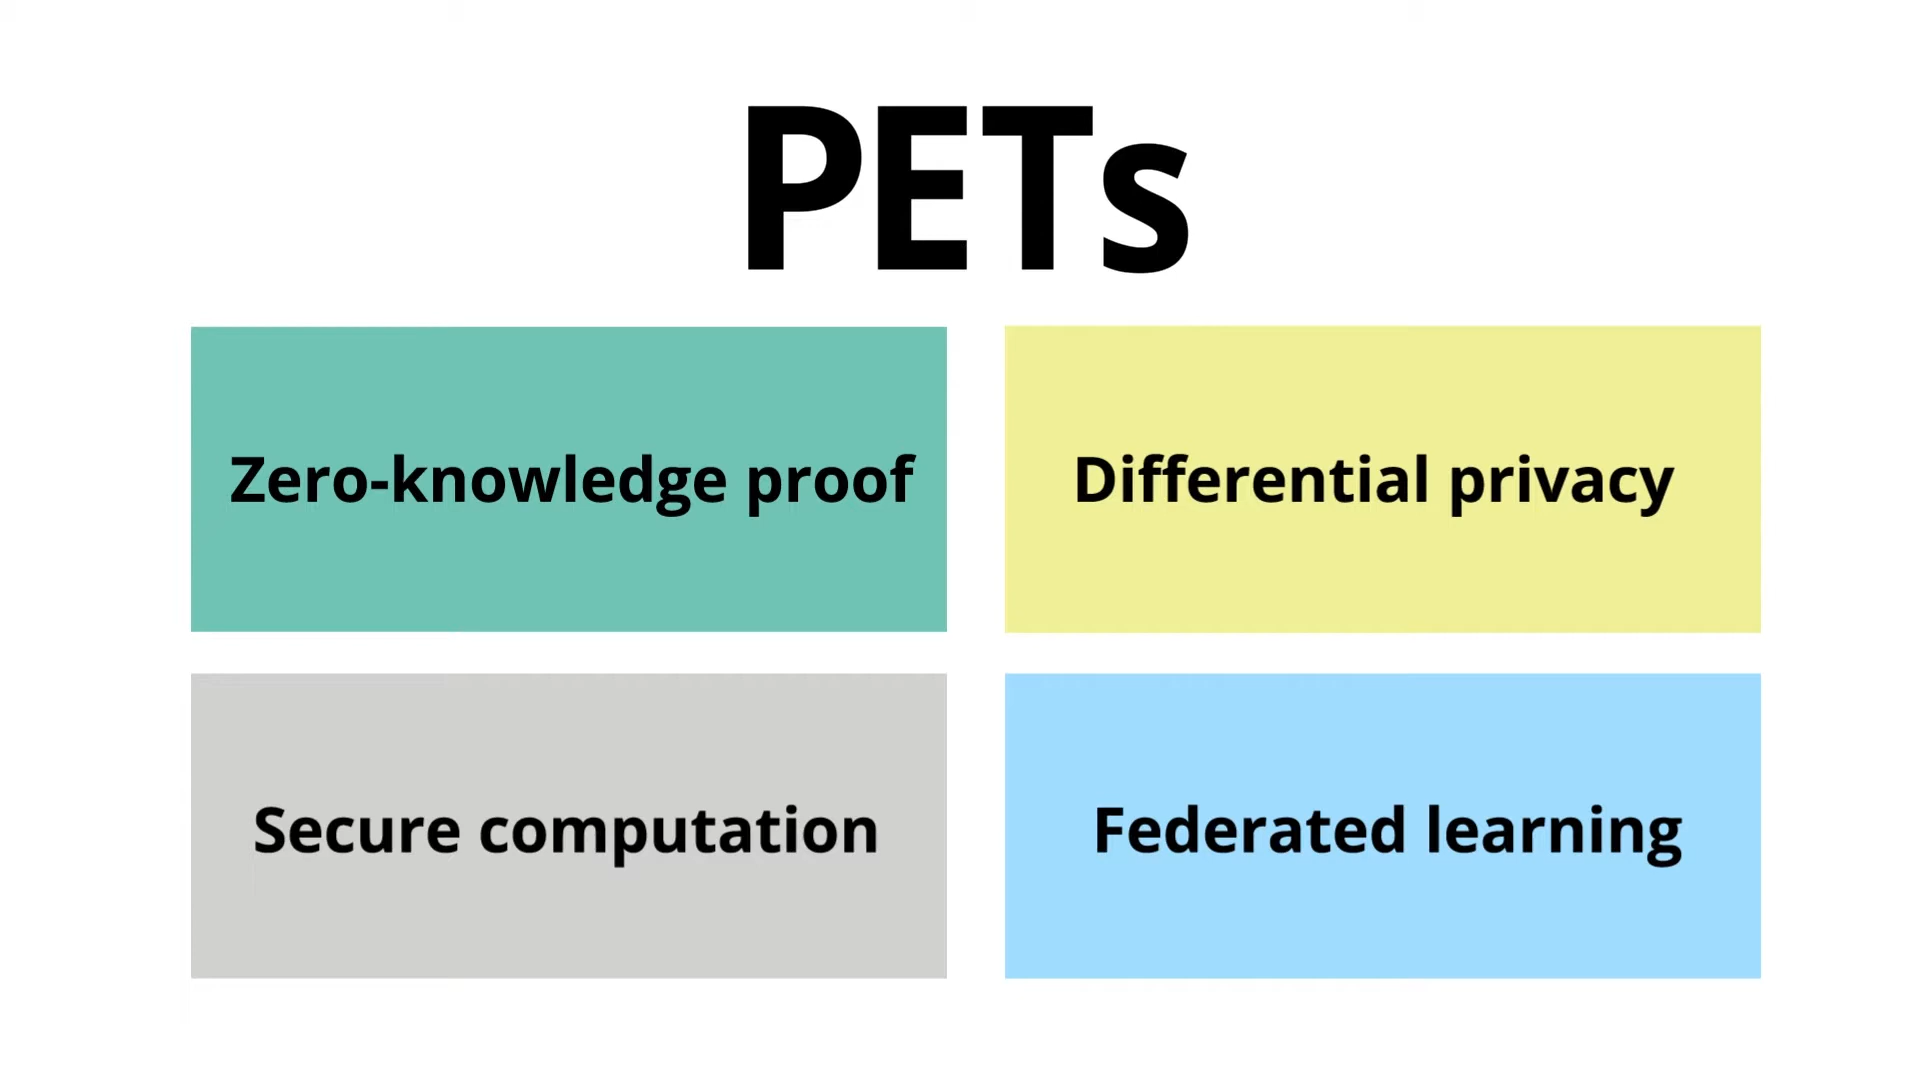 PETs
Zero-knowledge proof
Differential privacy
Secure computation
Federated learning